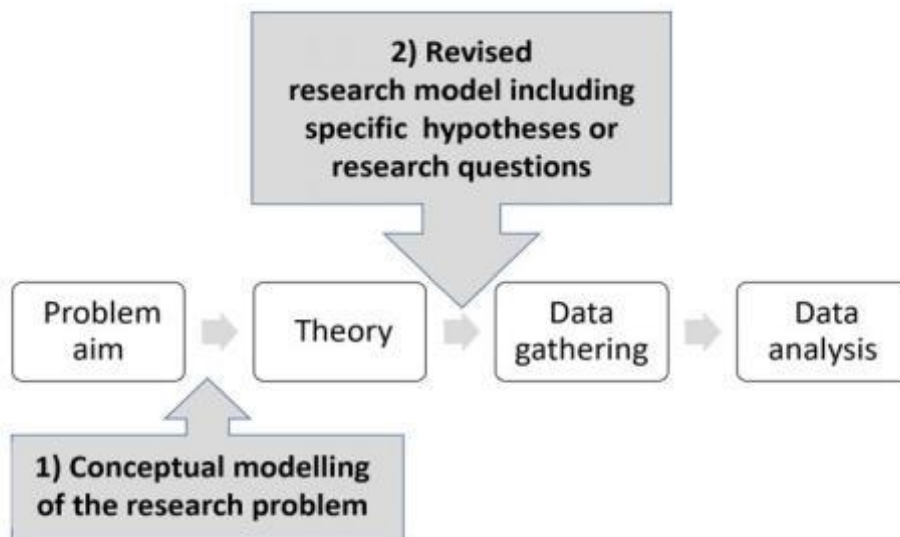 2) Revised
research model including
specific hypotheses or
research questions
Problem
aim
Theory
Data
gathering
Data
analysis
1) Conceptual modelling
of the research problem